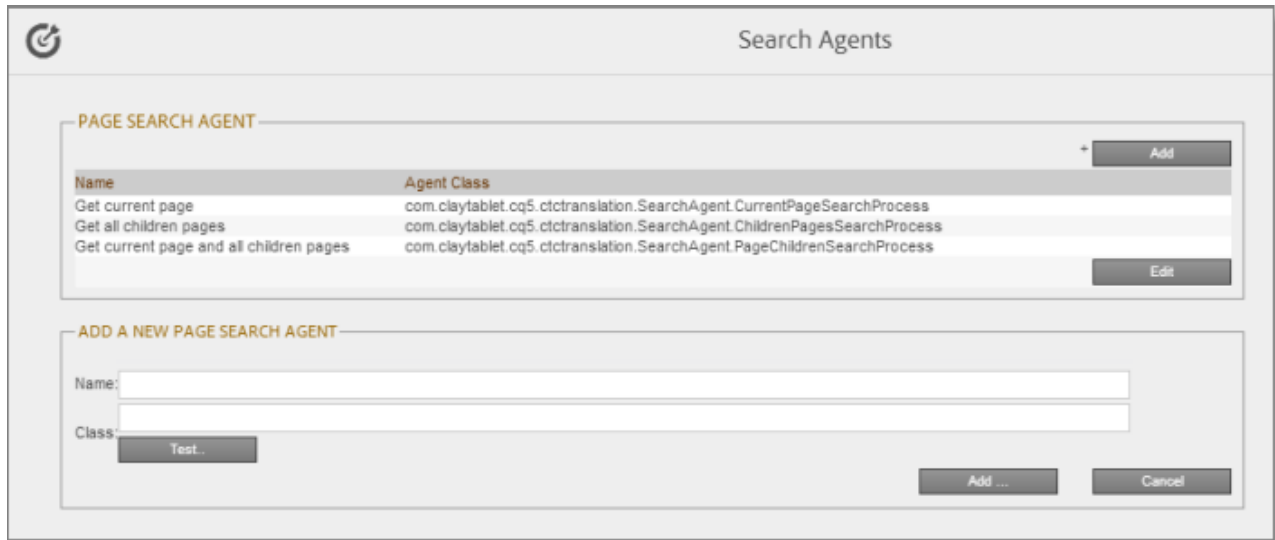 Search Agents
PAGE SEARCH AGENT
+ Add
Name Agent Class
Get current page com.claytablet.cq5.ctctranslation.SearchAgent.CurrentPageSearchProcess
Get all children pages com.claytablet.cq5.ctctranslation.SearchAgent.ChildrenPagesSearchProcess
Get current page and all children pages com.claytablet.cq5.ctctranslation.SearchAgent.PageChildrenSearchProcess
Edit
ADD A NEW PAGE SEARCH AGENT
Name:
Class:
Test..
Add ... Cancel